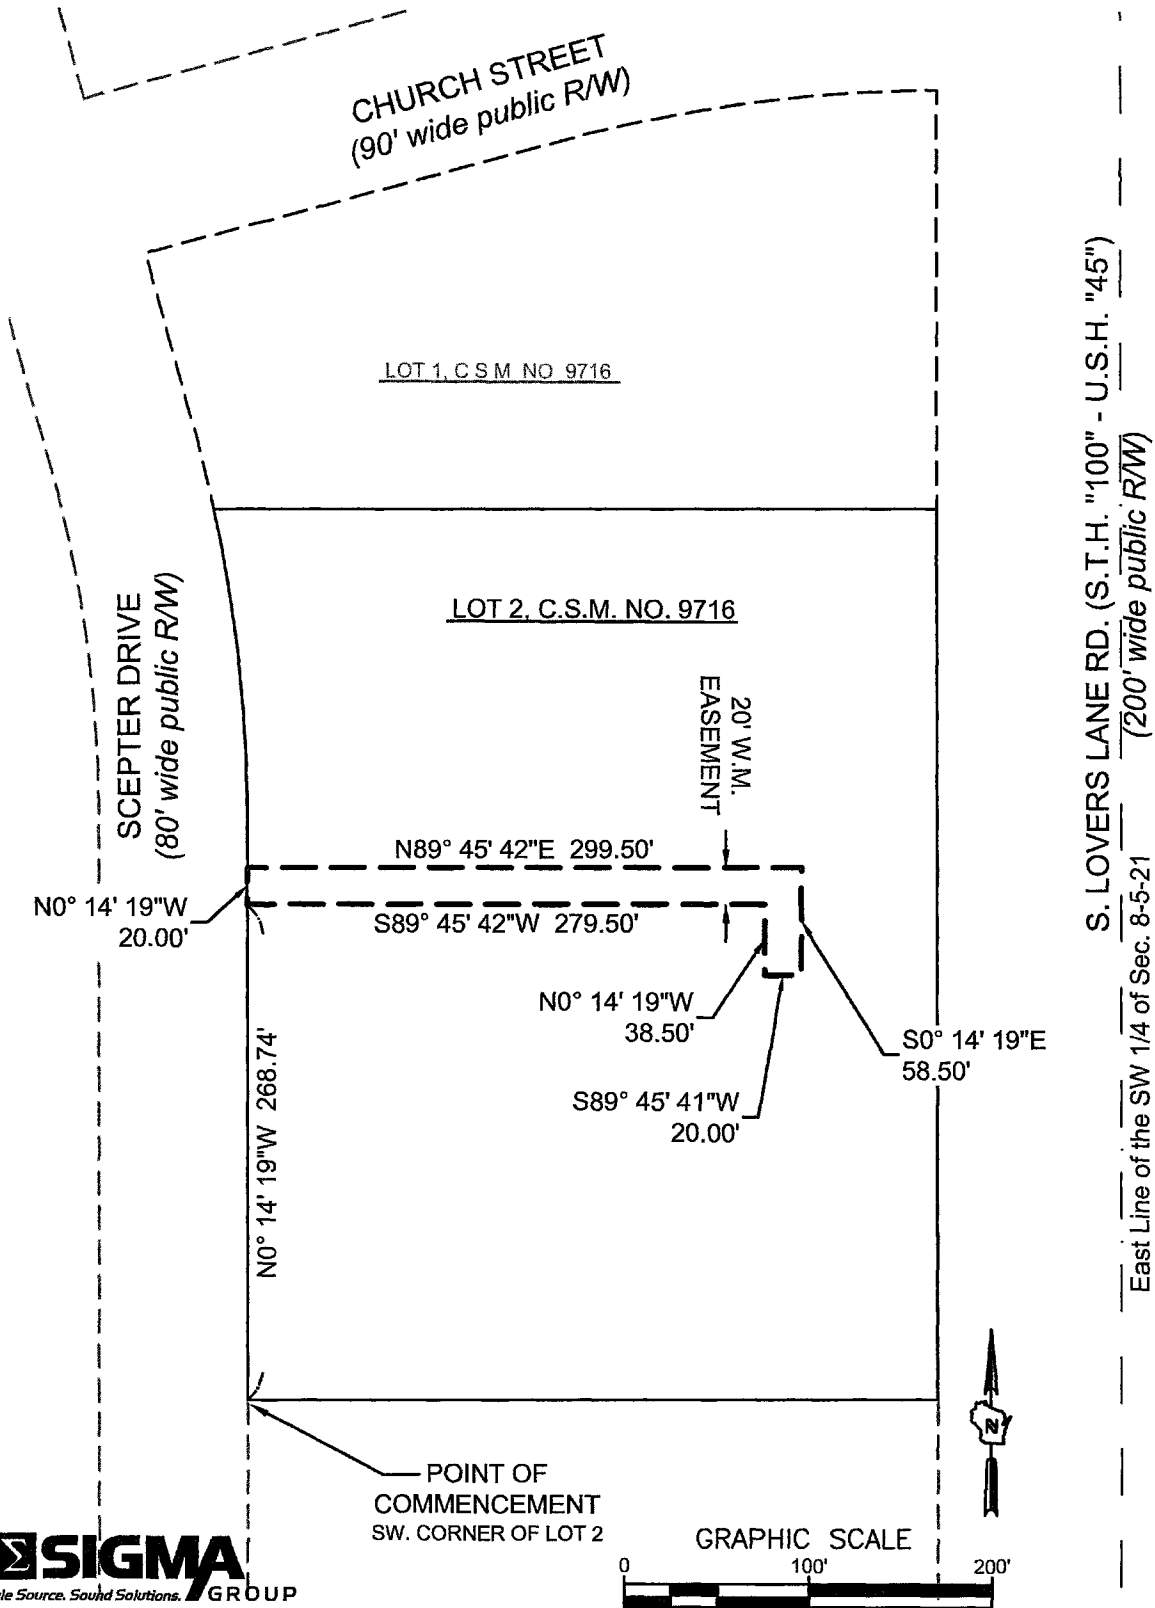 CHURCH STREET
(90' wide public R/W)
LOT 1, C S M NO 9716
S. LOVERS LANE RD. (S.T.H. "100" - U.S.H. "45")
(200' wide public R/W)
East Line of the SW 1/4 of Sec. 8-5-21
LOT 2, C.S.M. NO. 9716
SCEPTER DRIVE
(80' wide public R/W)
20' W.M.
EASEMENT
N89° 45' 42"E 299.50'
N0° 14' 19"W
20.00'
S89° 45' 42"W 279.50'
N0° 14' 19"W
38.50'
S0° 14' 19"E
58.50'
S89° 45' 41"W
20.00'
N0° 14' 19"W 268.74'
N
POINT OF
COMMENCEMENT
SW. CORNER OF LOT 2
GRAPHIC SCALE
0 100' 200'
Σ SIGMA
GROUP
le Source. Sound Solutions.